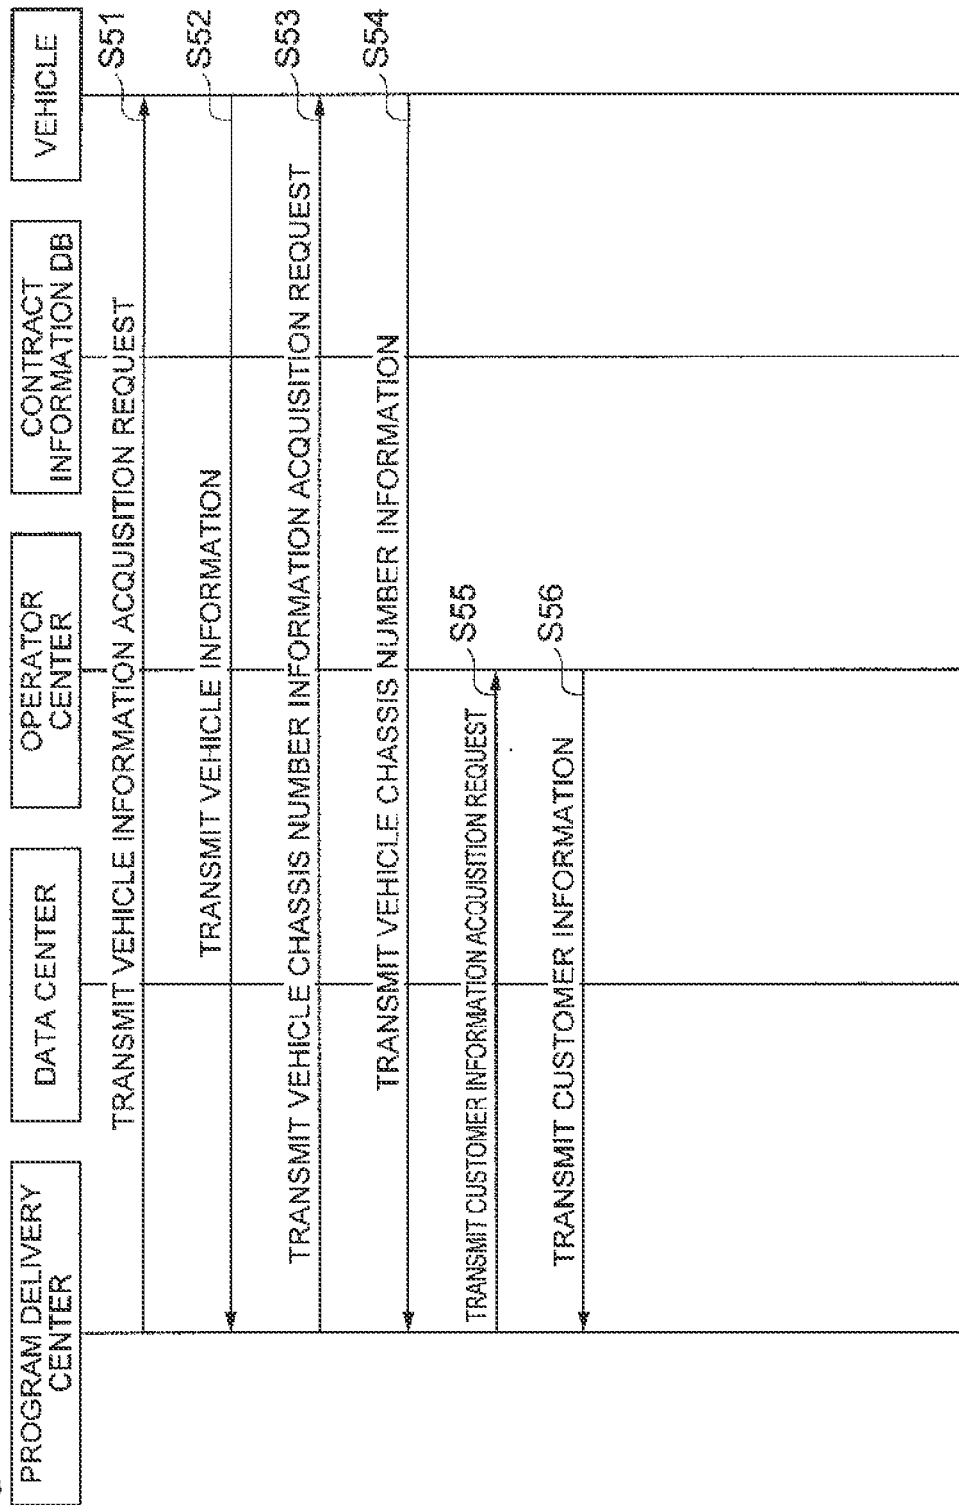 PROGRAM DELIVERY
CENTER
DATA CENTER
OPERATOR
CENTER
CONTRACT
INFORMATION DB
VEHICLE
TRANSMIT VEHICLE INFORMATION ACQUISITION REQUEST
S51
TRANSMIT VEHICLE INFORMATION
S52
TRANSMIT VEHICLE CHASSIS NUMBER INFORMATION ACQUISITION REQUEST
S53
TRANSMIT VEHICLE CHASSIS NUMBER INFORMATION
S54
TRANSMIT CUSTOMER INFORMATION ACQUISITION REQUEST
S55
TRANSMIT CUSTOMER INFORMATION
S56